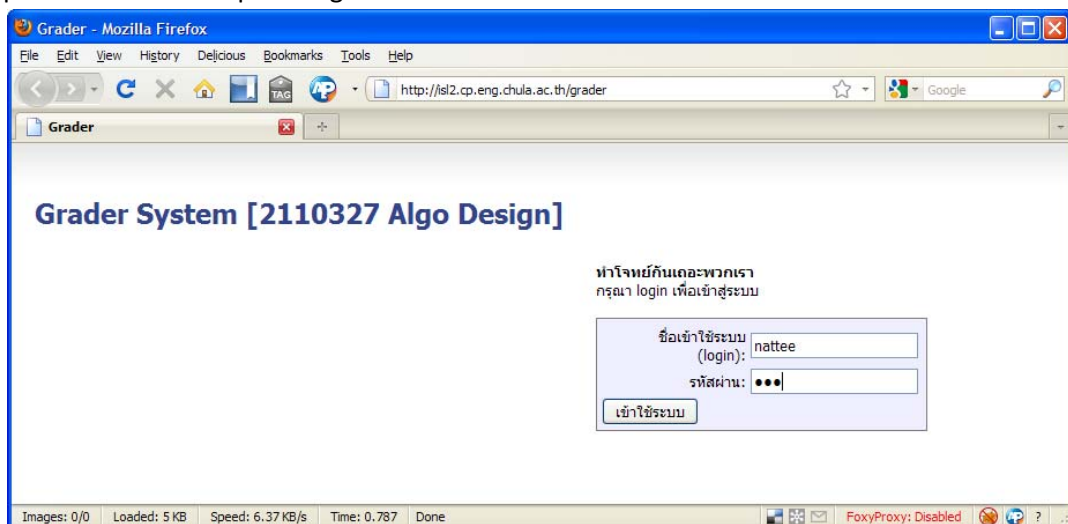 Grader - Mozilla Firefox
File Edit View History Delicious Bookmarks Tools Help
TAG http://isl2.cp.eng.chula.ac.th/grader Google
Grader
Grader System [2110327 Algo Design]
ทำโจทย์กันเถอะพวกเรา
กรุณา login เพื่อเข้าสู่ระบบ
ชื่อเข้าใช้ระบบ
(login): nattee
รหัสผ่าน: ●●●
เข้าใช้ระบบ
Images: 0/0 Loaded: 5 KB Speed: 6.37 KB/s Time: 0.787 Done FoxyProxy: Disabled ?